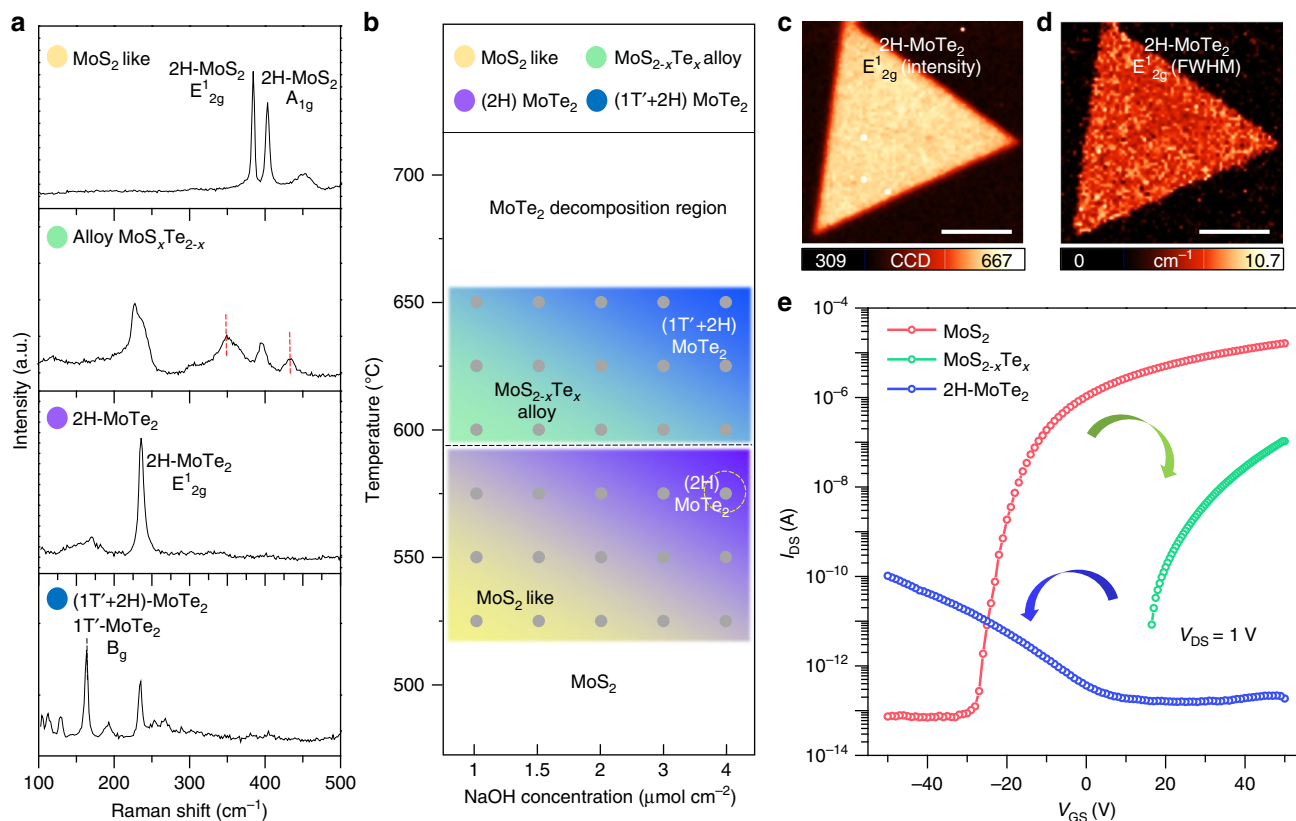 a
MoS₂ like
2H-MoS₂
E¹₂g
2H-MoS₂
A₁g
Alloy MoSₓTe₂₋ₓ
2H-MoTe₂
2H-MoTe₂
E¹₂g
(1T′+2H)-MoTe₂
1T′-MoTe₂
B_g
Intensity (a.u.)
100 200 300 400 500
Raman shift (cm⁻¹)
b
MoS₂ like
MoS₂₋ₓTeₓ alloy
(2H) MoTe₂
(1T′+2H) MoTe₂
MoTe₂ decomposition region
(1T′+2H)
MoTe₂
MoS₂₋ₓTeₓ
alloy
(2H)
MoTe₂
MoS₂ like
MoS₂
700
650
600
550
500
Temperature (°C)
1 1.5 2 3 4
NaOH concentration (μmol cm⁻²)
c
2H-MoTe₂
E¹₂g (intensity)
309 CCD 667
d
2H-MoTe₂
E¹₂g (FWHM)
0 cm⁻¹ 10.7
e
MoS₂
MoS₂₋ₓTeₓ
2H-MoTe₂
V_DS = 1 V
10⁻⁴
10⁻⁶
10⁻⁸
10⁻¹⁰
10⁻¹²
10⁻¹⁴
I_DS (A)
−40 −20 0 20 40
V_GS (V)